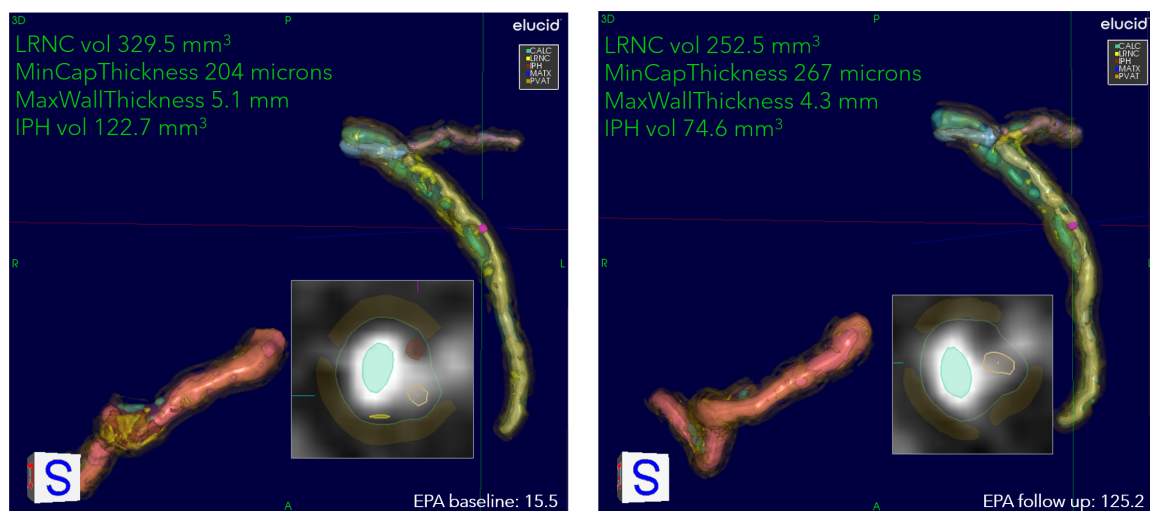 3D
P
elucid
LRNC vol 329.5 mm³
MinCapThickness 204 microns
MaxWallThickness 5.1 mm
IPH vol 122.7 mm³
CALC
LRNC
IPH
MATX
PVAT
R
L
S
A
EPA baseline: 15.5
3D
P
elucid
LRNC vol 252.5 mm³
MinCapThickness 267 microns
MaxWallThickness 4.3 mm
IPH vol 74.6 mm³
CALC
LRNC
IPH
MATX
PVAT
R
L
S
A
EPA follow up: 125.2